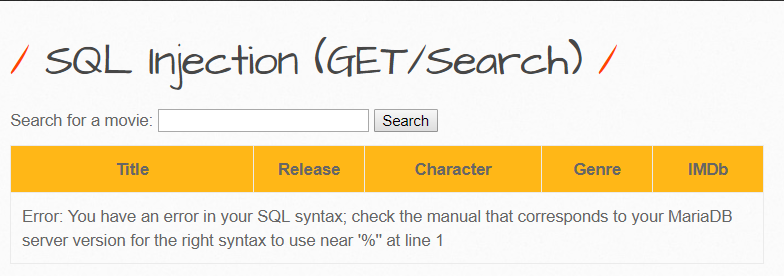 / SQL Injection (GET/Search) /
Search for a movie: Search
Title Release Character Genre IMDb
Error: You have an error in your SQL syntax; check the manual that corresponds to your MariaDB
server version for the right syntax to use near '%'' at line 1